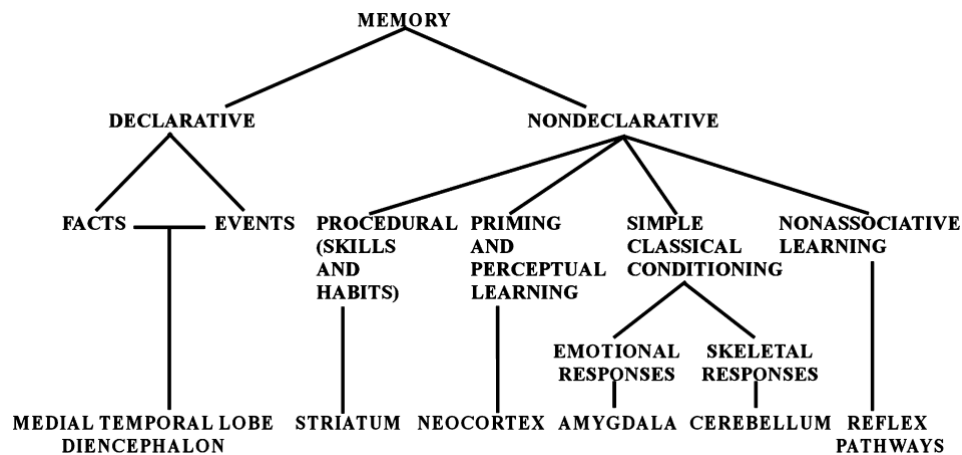 MEMORY
DECLARATIVE
NONDECLARATIVE
FACTS
EVENTS
PROCEDURAL
(SKILLS
AND
HABITS)
PRIMING
AND
PERCEPTUAL
LEARNING
SIMPLE
CLASSICAL
CONDITIONING
NONASSOCIATIVE
LEARNING
EMOTIONAL
RESPONSES
SKELETAL
RESPONSES
MEDIAL TEMPORAL LOBE
DIENCEPHALON
STRIATUM
NEOCORTEX
AMYGDALA
CEREBELLUM
REFLEX
PATHWAYS